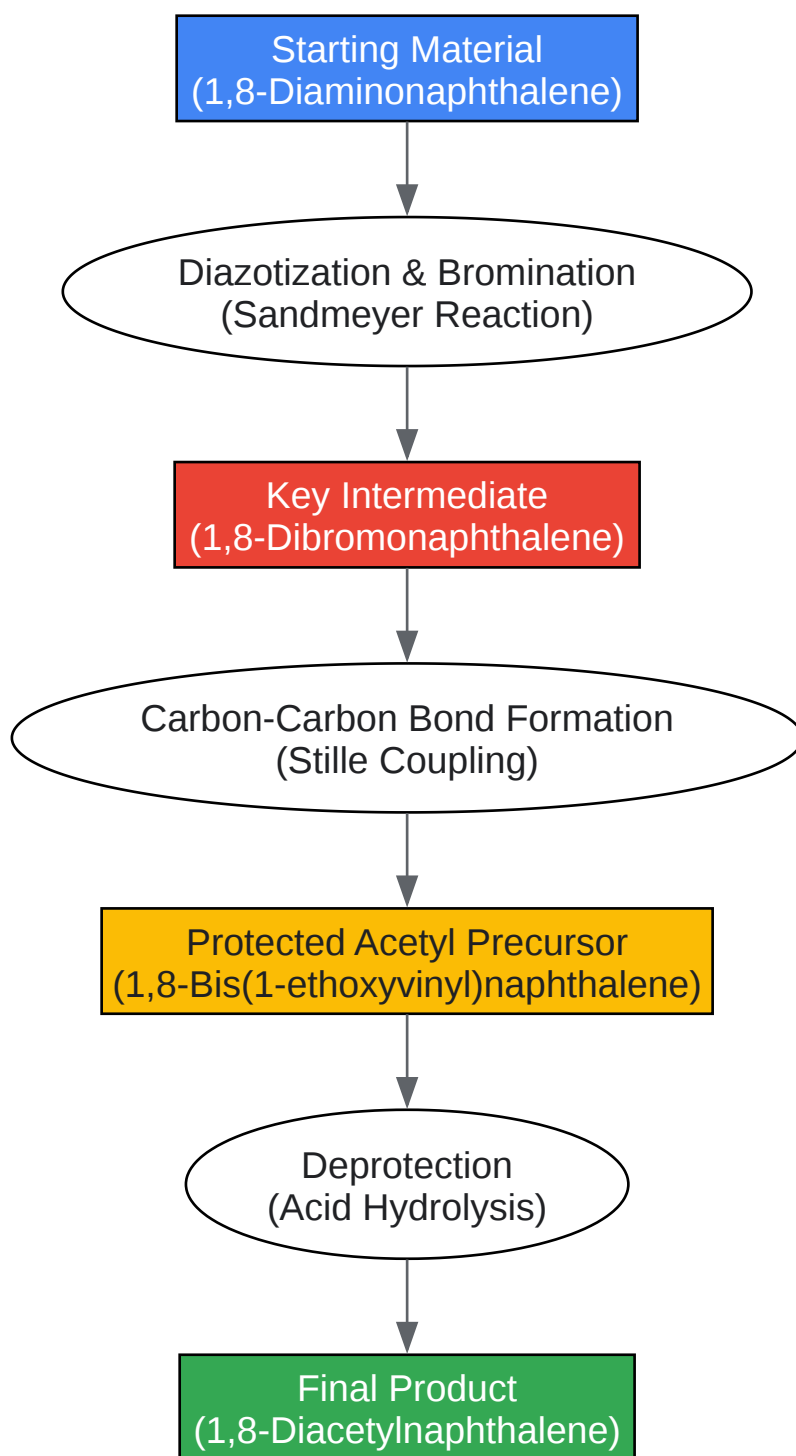 Starting Material
(1,8-Diaminonaphthalene)
Diazotization & Bromination
(Sandmeyer Reaction)
Key Intermediate
(1,8-Dibromonaphthalene)
Carbon-Carbon Bond Formation
(Stille Coupling)
Protected Acetyl Precursor
(1,8-Bis(1-ethoxyvinyl)naphthalene)
Deprotection
(Acid Hydrolysis)
Final Product
(1,8-Diacetylnaphthalene)